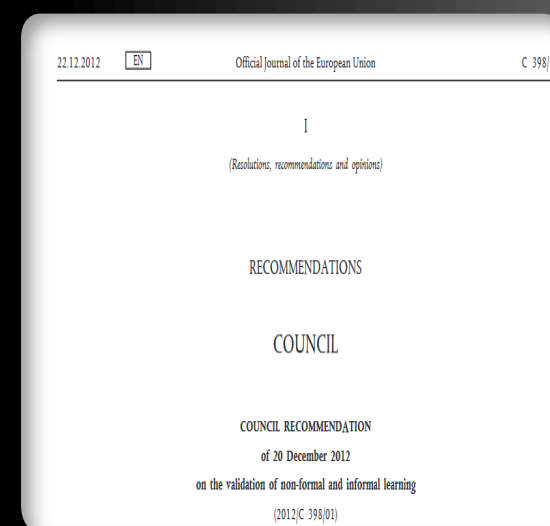 22.12.2012 EN Official Journal of the European Union C 398/
I
(Resolutions, recommendations and opinions)
RECOMMENDATIONS
COUNCIL
COUNCIL RECOMMENDATION
of 20 December 2012
on the validation of non-formal and informal learning
(2012/C 398/01)